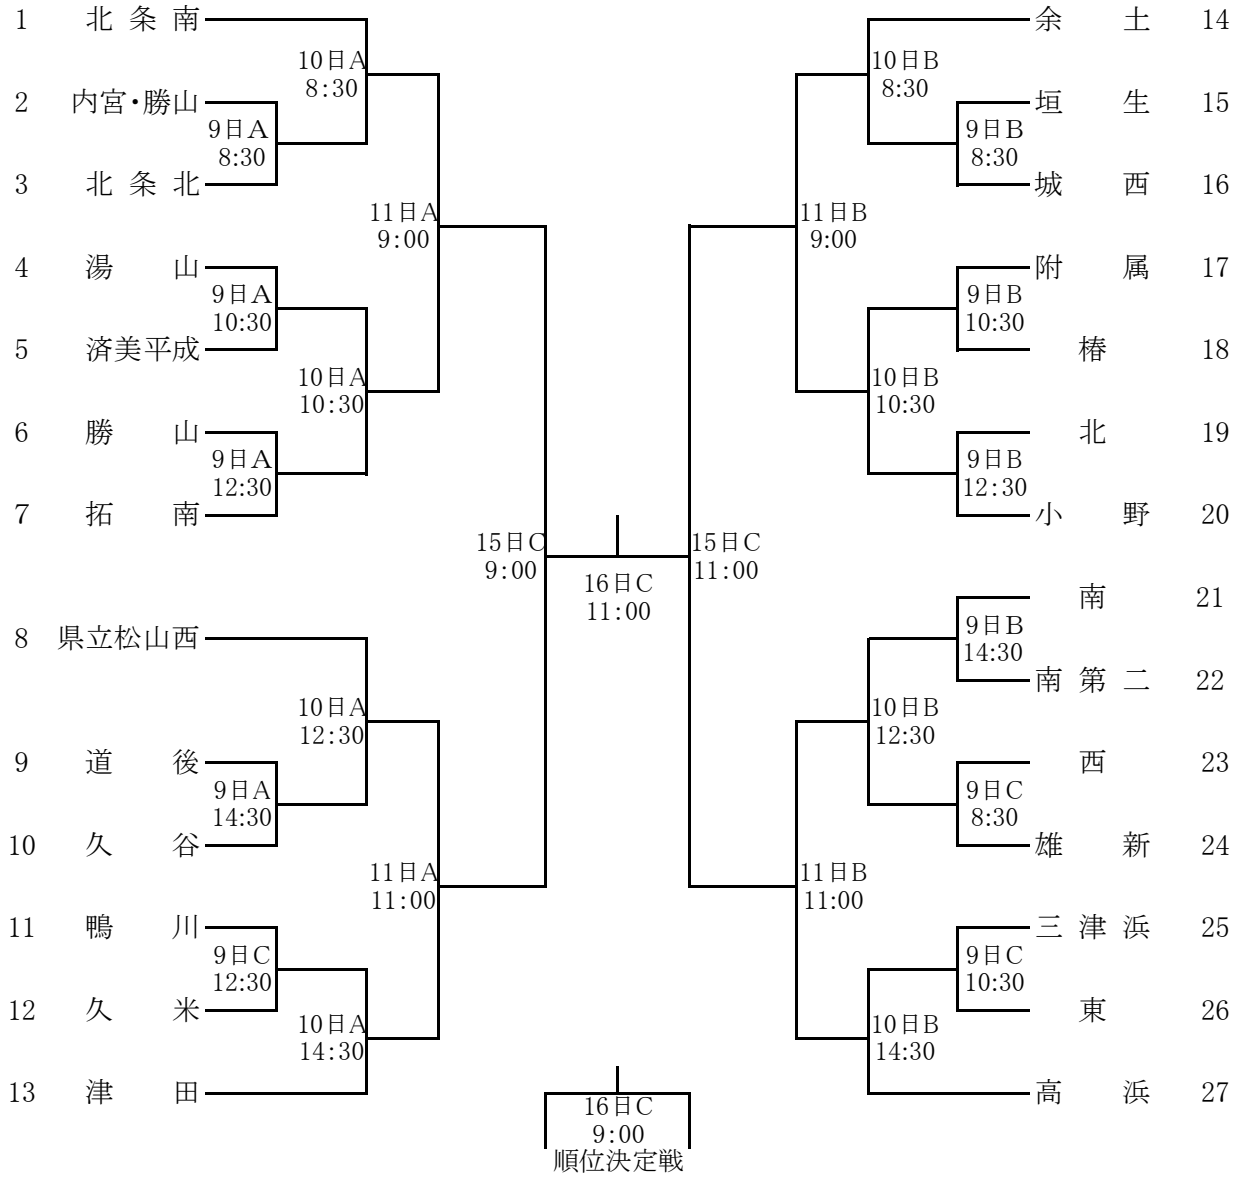 1 北条南
余土 14
10日A
8:30
10日B
8:30
2 内宮・勝山
垣生 15
9日A
8:30
9日B
8:30
3 北条北
城西 16
11日A
9:00
11日B
9:00
4 湯山
附属 17
9日A
10:30
9日B
10:30
5 済美平成
椿 18
10日A
10:30
10日B
10:30
6 勝山
北 19
9日A
12:30
9日B
12:30
7 拓南
小野 20
15日C
9:00
16日C
11:00
15日C
11:00
南 21
9日B
14:30
8 県立松山西
南第二 22
10日A
12:30
10日B
12:30
9 道後
西 23
9日A
14:30
9日C
8:30
10 久谷
雄新 24
11日A
11:00
11日B
11:00
11 鴨川
三津浜 25
9日C
12:30
9日C
10:30
12 久米
東 26
10日A
14:30
10日B
14:30
13 津田
高浜 27
16日C
9:00
順位決定戦